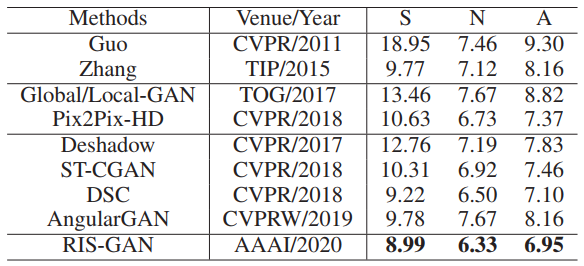 Methods Venue/Year S N A
Guo CVPR/2011 18.95 7.46 9.30
Zhang TIP/2015 9.77 7.12 8.16
Global/Local-GAN TOG/2017 13.46 7.67 8.82
Pix2Pix-HD CVPR/2018 10.63 6.73 7.37
Deshadow CVPR/2017 12.76 7.19 7.83
ST-CGAN CVPR/2018 10.31 6.92 7.46
DSC CVPR/2018 9.22 6.50 7.10
AngularGAN CVPRW/2019 9.78 7.67 8.16
RIS-GAN AAAI/2020 8.99 6.33 6.95